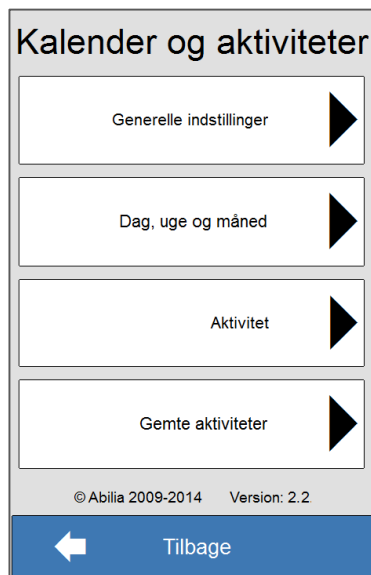 Kalender og aktiviteter
Generelle indstillinger
Dag, uge og måned
Aktivitet
Gemte aktiviteter
© Abilia 2009-2014 Version: 2.2
Tilbage